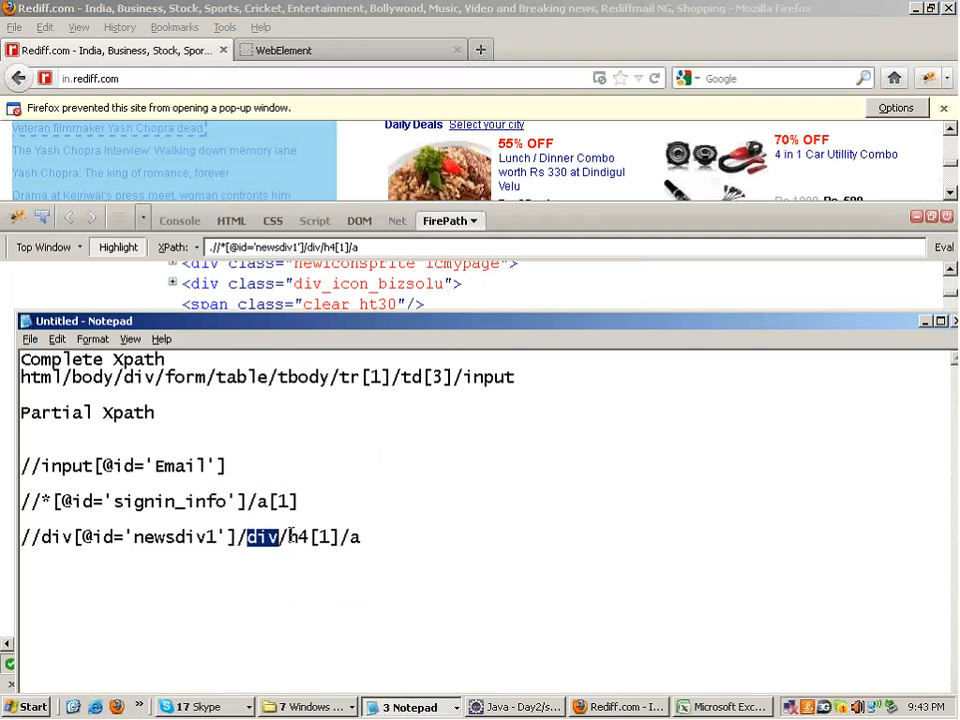 Rediff.com - India, Business, Stock, Sports, Cricket, Entertainment, Bollywood, Music, Video and Breaking news, Rediffmail NG, Shopping - Mozilla Firefox
File Edit View History Bookmarks Tools Help
Rediff.com - India, Business, Stock, Spor... WebElement
in.rediff.com Google
Firefox prevented this site from opening a pop-up window. Options
Veteran filmmaker Yash Chopra dead
The Yash Chopra Interview: Walking down memory lane
Yash Chopra: The king of romance, forever
Drama at Kejriwal's press meet, woman confronts him
Daily Deals Select your city
55% OFF
Lunch / Dinner Combo
worth Rs 330 at Dindigul
Velu
70% OFF
4 in 1 Car Utility Combo
Console HTML CSS Script DOM Net FirePath
Top Window Highlight XPath: .//*[@id='newsdiv1']/div/h4[1]/a Eval
<div class="newiconsprite icmypage">
<div class="div_icon_bizsolu">
<span class="clear ht30"/>
Untitled - Notepad
File Edit Format View Help
Complete Xpath
html/body/div/form/table/tbody/tr[1]/td[3]/input
Partial Xpath
//input[@id='Email']
//*[@id='signin_info']/a[1]
//div[@id='newsdiv1']/div/h4[1]/a
Start 17 Skype 7 Windows ... 3 Notepad Java - Day2/s... Rediff.com - I... Microsoft Exc... 9:43 PM